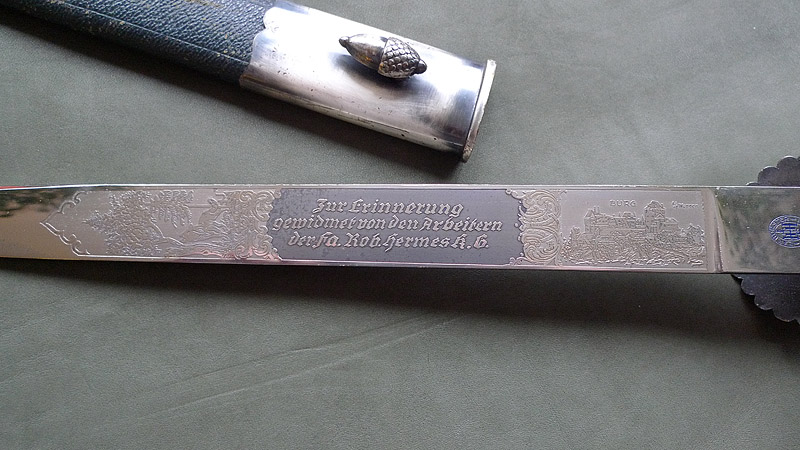 Zur Erinnerung
gewidmet von den Arbeitern
der Fa. Rob. Hermes K. G.
BURG